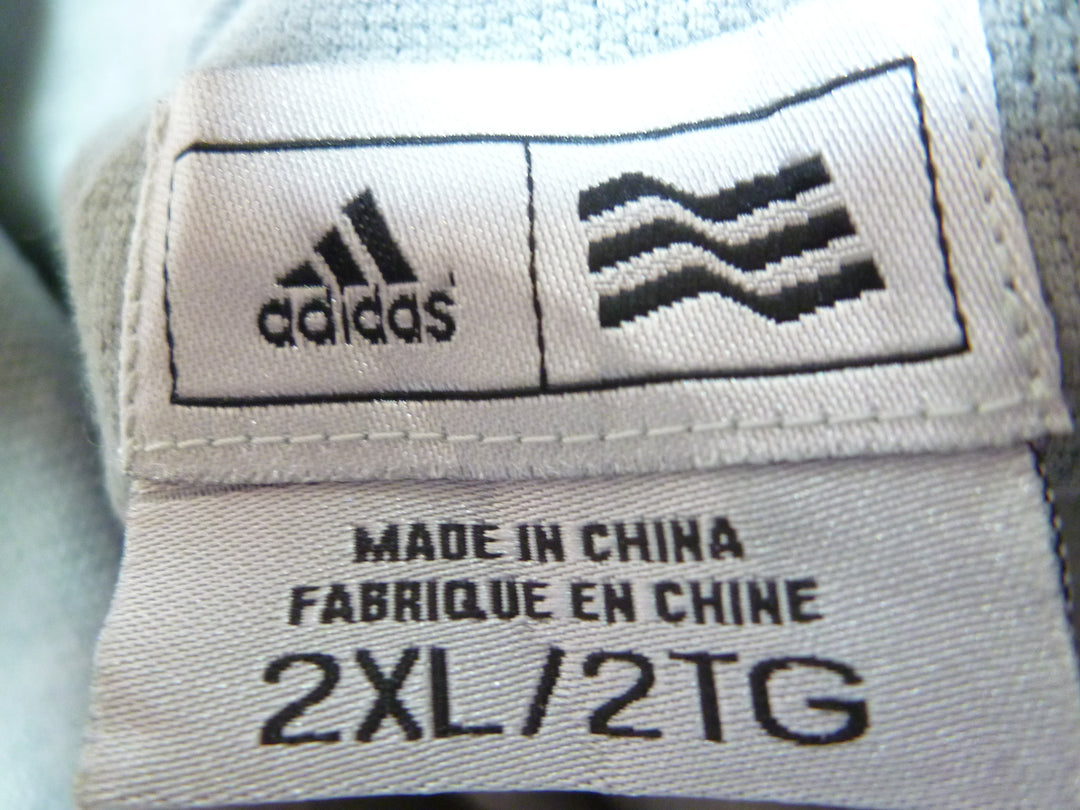 adidas
MADE IN CHINA
FABRIQUE EN CHINE
2XL/2TG